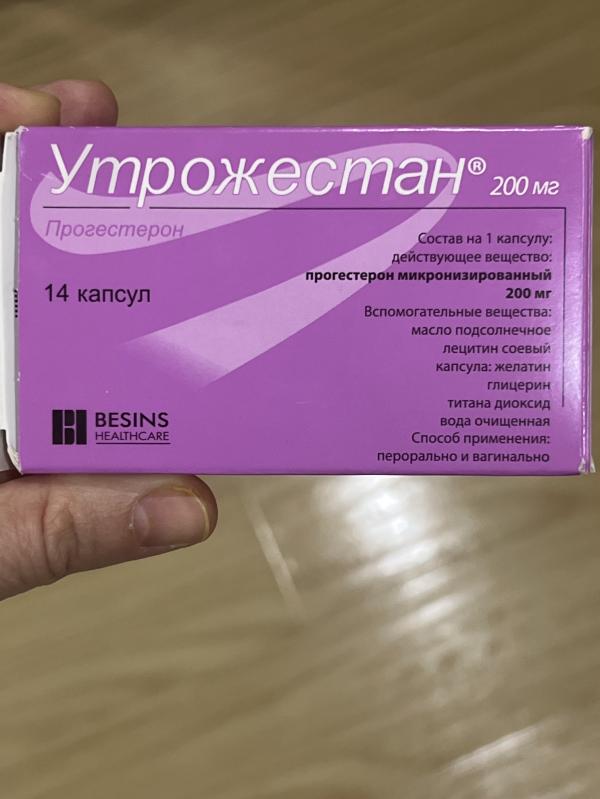 Утрожестан® 200 мг
Прогестерон
14 капсул
Состав на 1 капсулу:
действующее вещество:
прогестерон микронизированный
200 мг
Вспомогательные вещества:
масло подсолнечное
лецитин соевый
капсула: желатин
глицерин
титана диоксид
вода очищенная
Способ применения:
перорально и вагинально
BESINS
HEALTHCARE